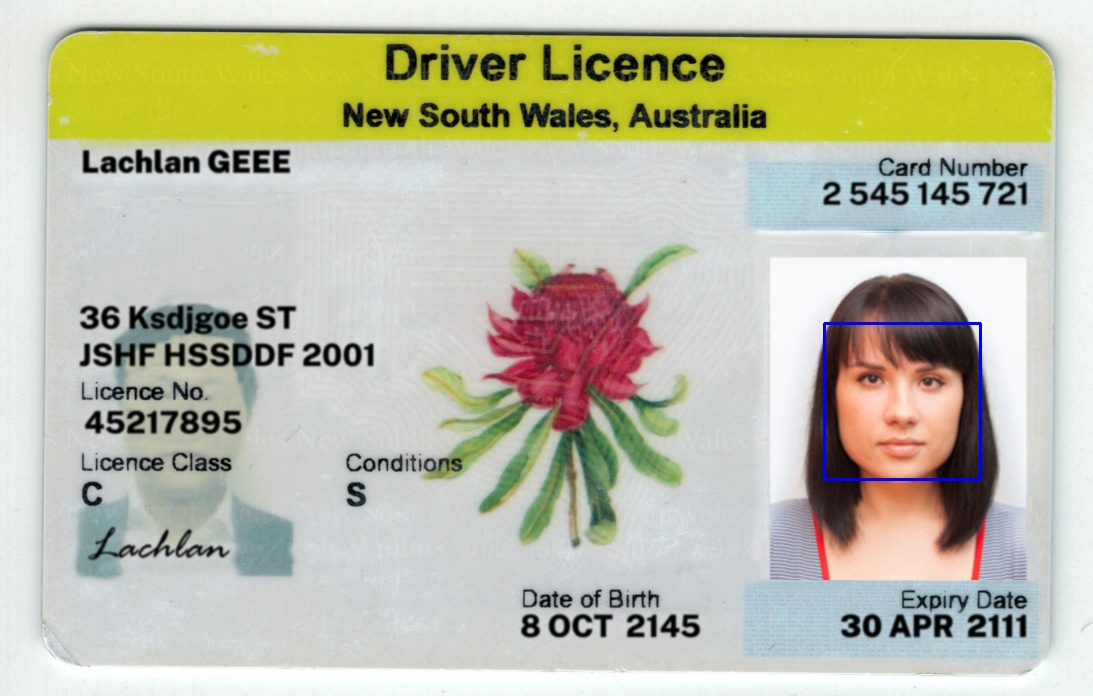 Driver Licence
New South Wales, Australia
Lachlan GEEE
Card Number
2 545 145 721
36 Ksdjgoe ST
JSHF HSSDDF 2001
Licence No.
45217895
Licence Class
Conditions
C
S
Lachlan
Date of Birth
8 OCT 2145
Expiry Date
30 APR 2111